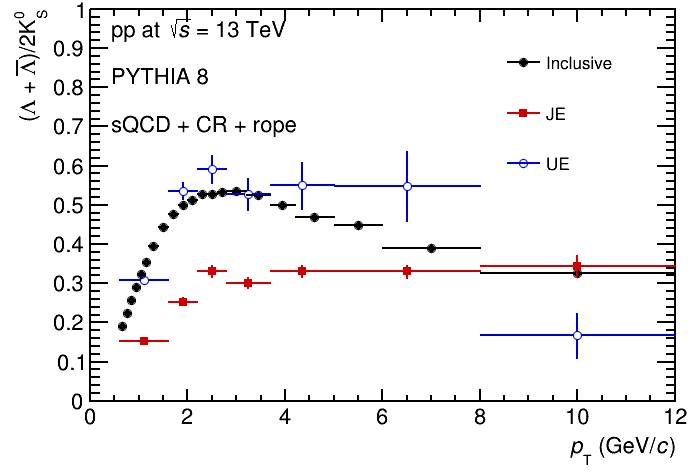 (Λ + Λ̅)/2K⁰_S
1
0.9
0.8
0.7
0.6
0.5
0.4
0.3
0.2
0.1
0
pp at √s = 13 TeV
PYTHIA 8
sQCD + CR + rope
Inclusive
JE
UE
0 2 4 6 8 10 12
p_T (GeV/c)